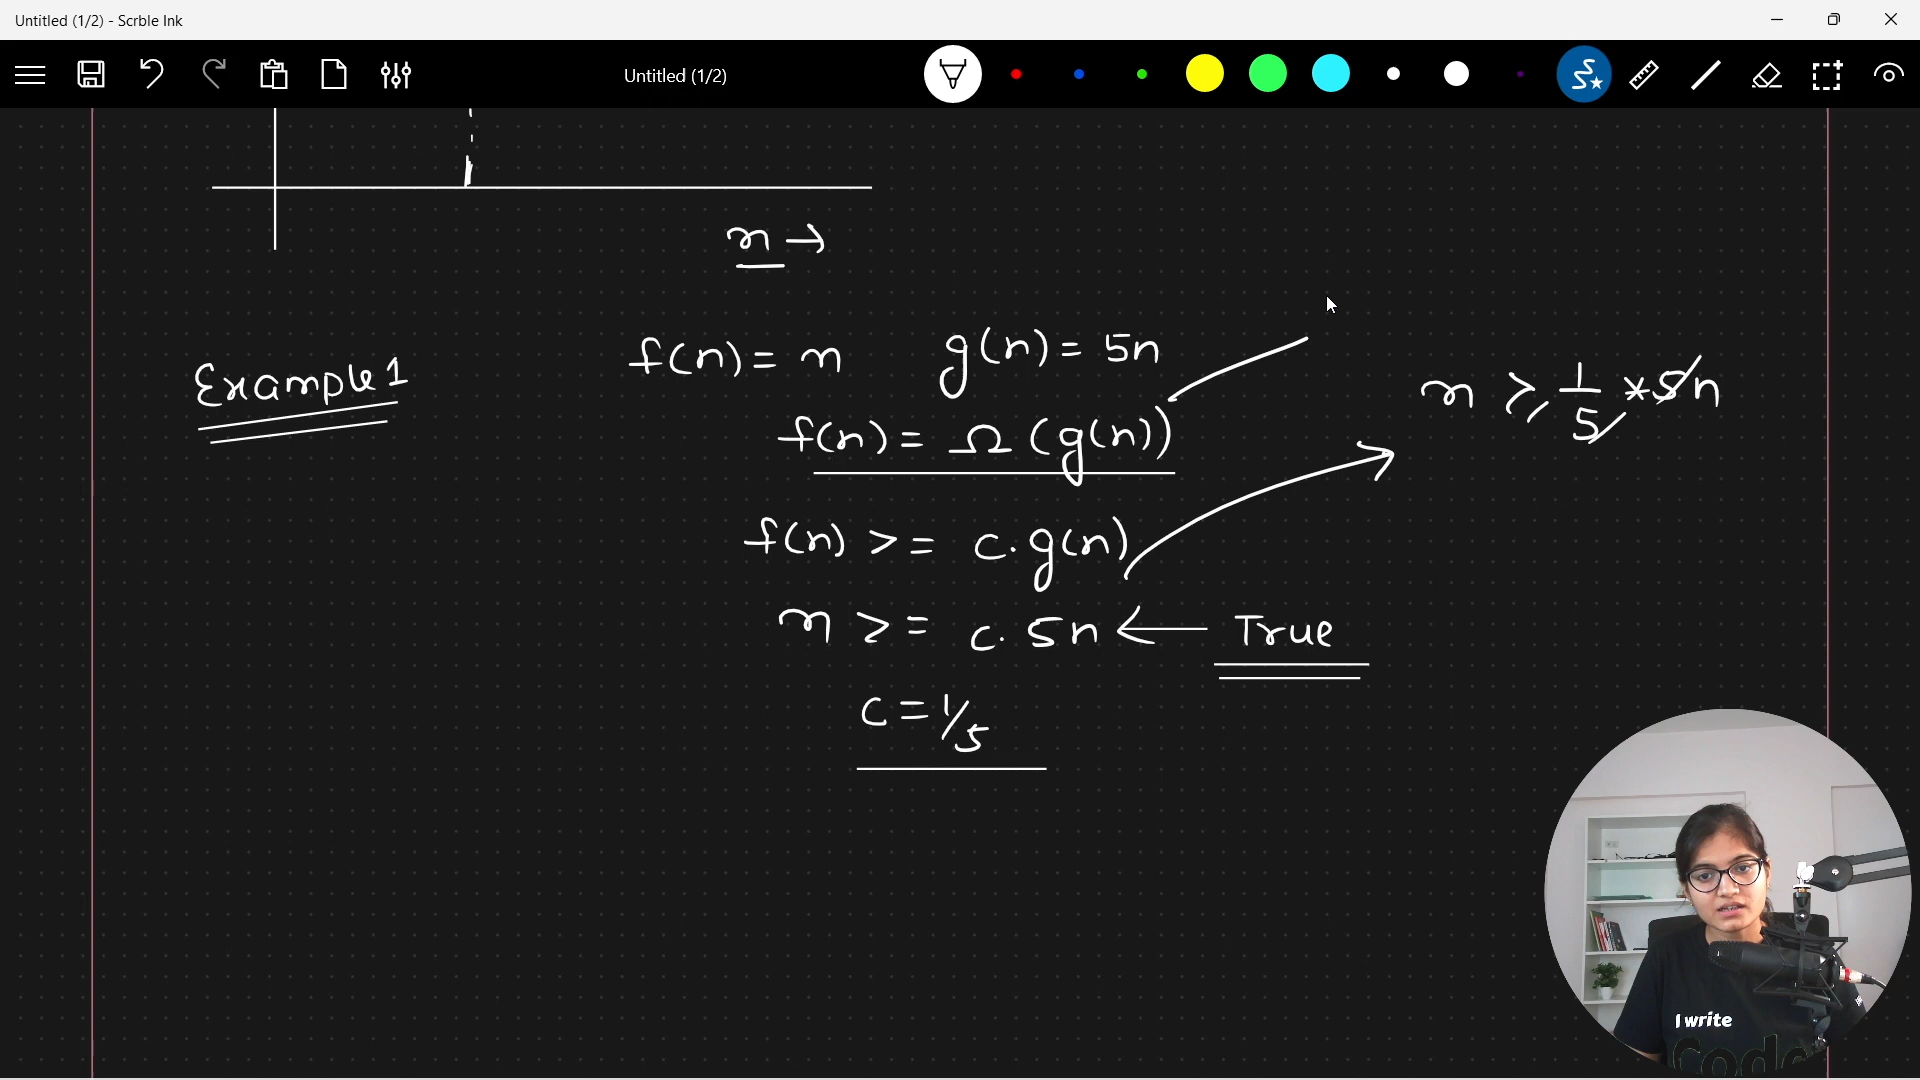 Untitled (1/2) - Scrble Ink
Untitled (1/2)
n →
Example 1
f(n) = n g(n) = 5n
n ≥ 1/5 * 5n
f(n) = Ω (g(n))
f(n) >= c.g(n)
n >= c. 5n ← True
c = 1/5
I write
Code